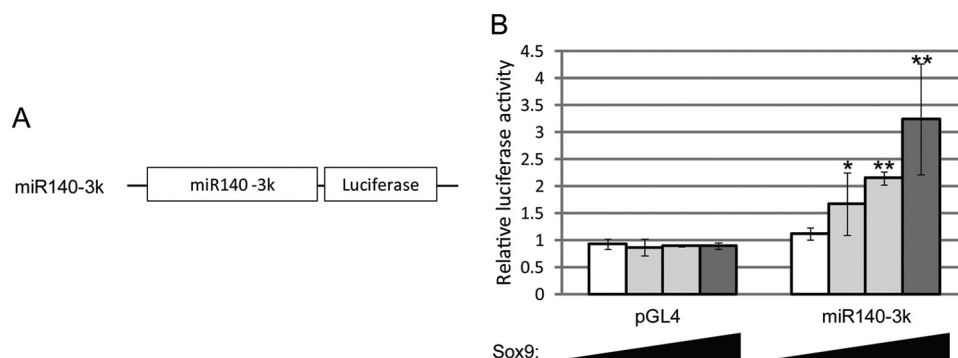 A
miR140-3k
miR140 -3k
Luciferase
B
Relative luciferase activity
4.5
4
3.5
3
2.5
2
1.5
1
0.5
0
*
**
**
pGL4
miR140-3k
Sox9: